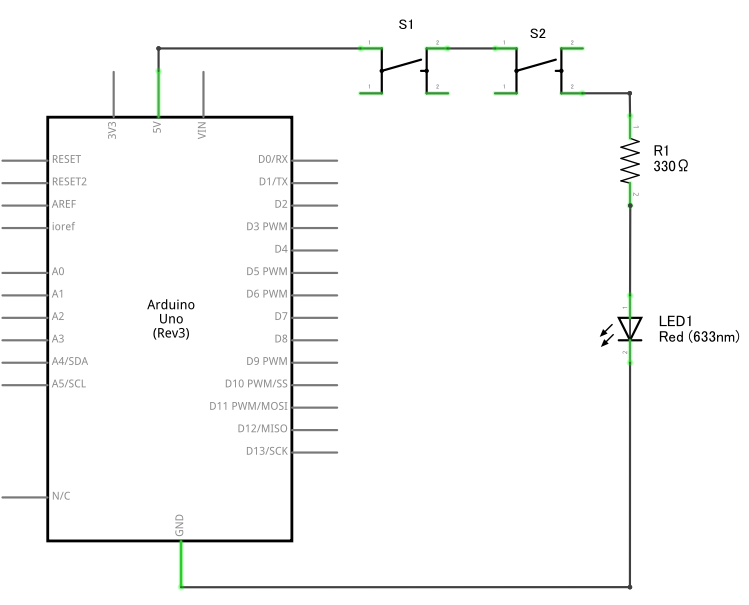 S1
S2
1
2
1
2
1
2
1
2
3V3
5V
VIN
1
R1
330Ω
2
RESET
D0/RX
RESET2
D1/TX
AREF
D2
ioref
D3 PWM
D4
A0
D5 PWM
A1
D6 PWM
A2
D7
A3
D8
A4/SDA
D9 PWM
A5/SCL
D10 PWM/SS
D11 PWM/MOSI
D12/MISO
D13/SCK
N/C
Arduino
Uno
(Rev3)
1
LED1
Red (633nm)
2
GND